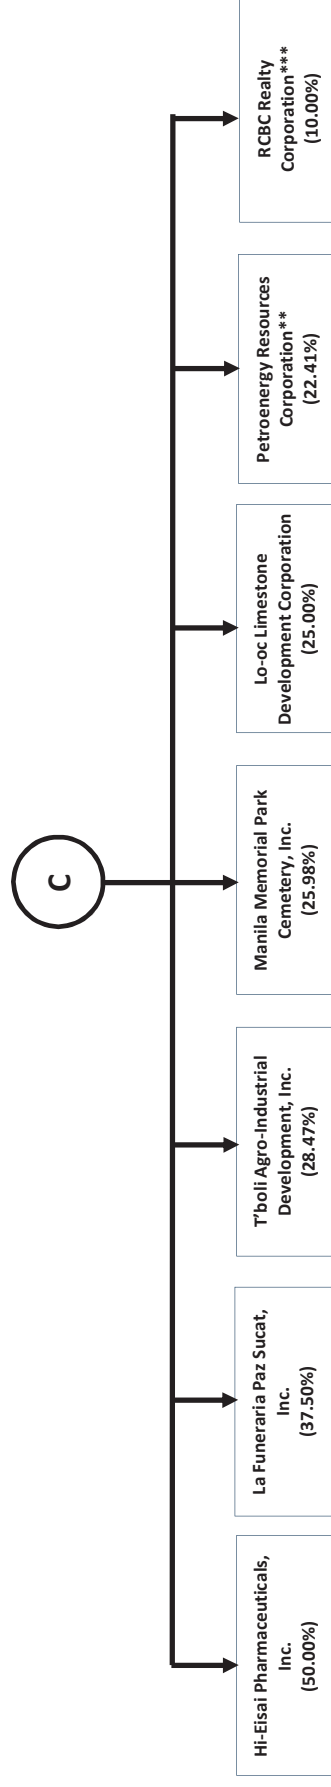 C
Hi-Eisai Pharmaceuticals,
Inc.
(50.00%)
La Funeraria Paz Sucat,
Inc.
(37.50%)
T'boli Agro-Industrial
Development, Inc.
(28.47%)
Manila Memorial Park
Cemetery, Inc.
(25.98%)
Lo-oc Limestone
Development Corporation
(25.00%)
Petroenergy Resources
Corporation**
(22.41%)
RCBC Realty
Corporation***
(10.00%)